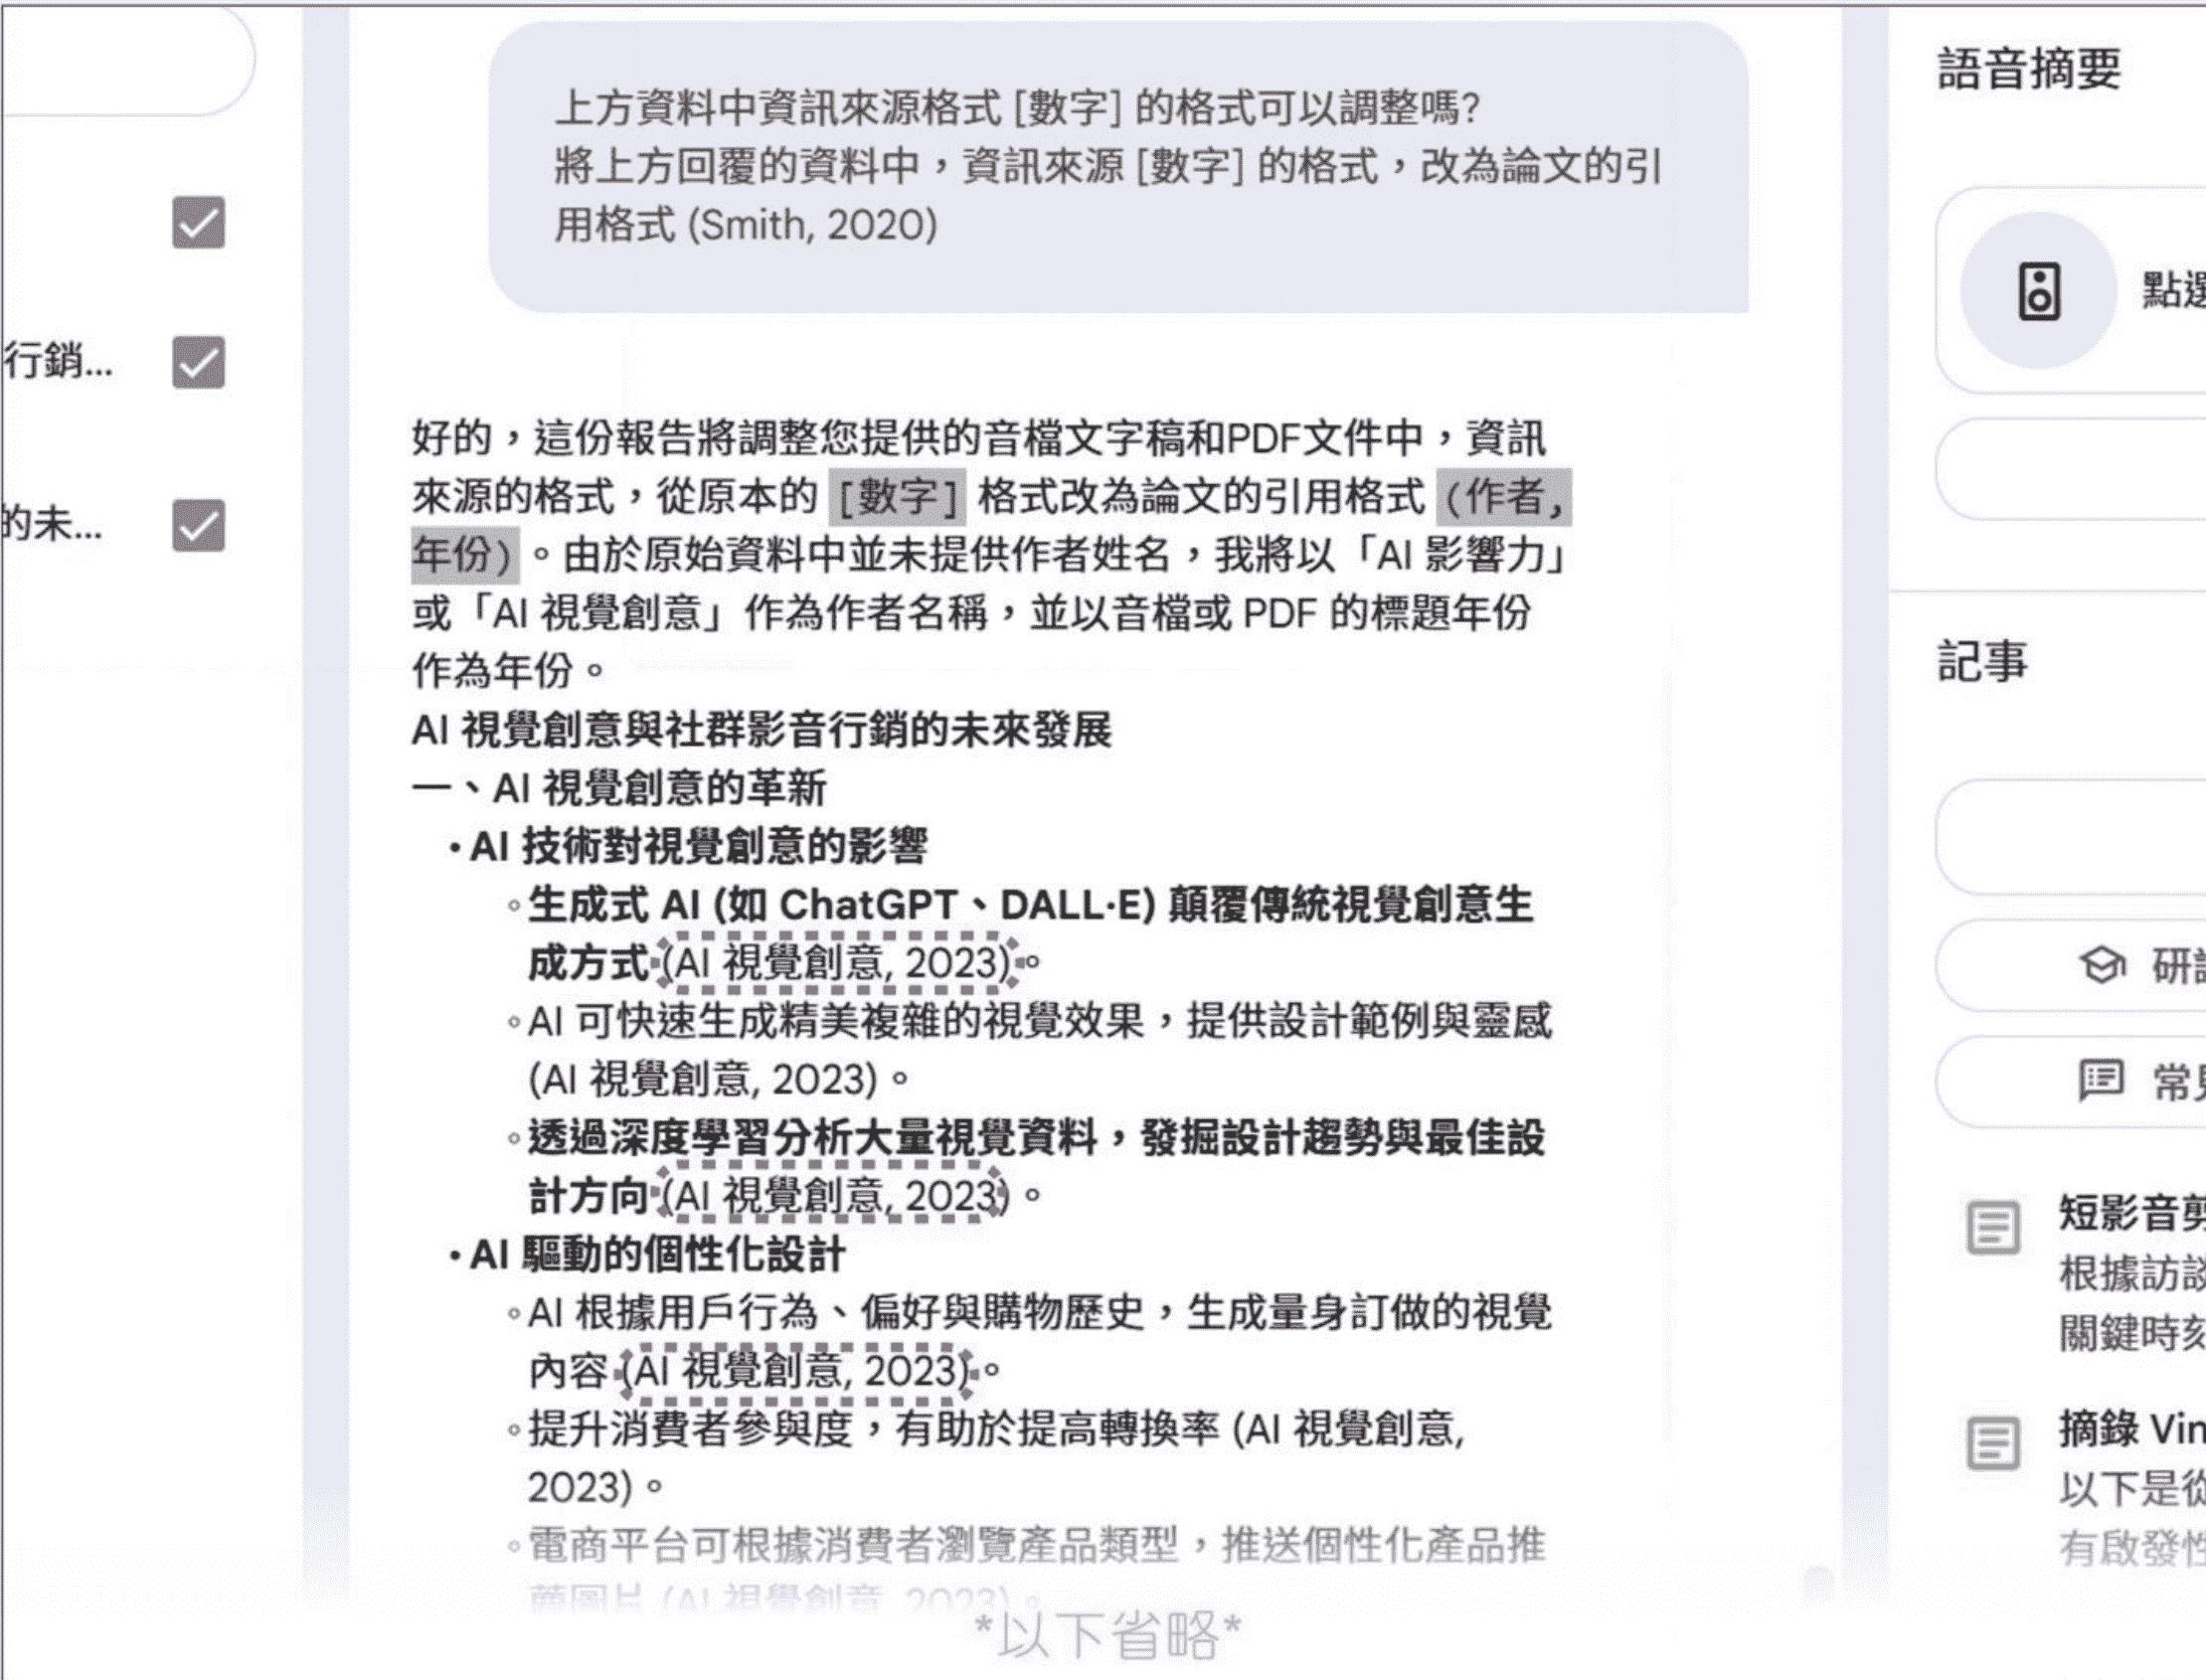 上方資料中資訊來源格式 [數字] 的格式可以調整嗎?
將上方回覆的資料中，資訊來源 [數字] 的格式，改為論文的引
用格式 (Smith, 2020)
行銷...
的未...
好的，這份報告將調整您提供的音檔文字稿和PDF文件中，資訊
來源的格式，從原本的 [數字] 格式改為論文的引用格式 (作者,
年份)。由於原始資料中並未提供作者姓名，我將以「AI 影響力」
或「AI 視覺創意」作為作者名稱，並以音檔或 PDF 的標題年份
作為年份。
AI 視覺創意與社群影音行銷的未來發展
一、AI 視覺創意的革新
•AI 技術對視覺創意的影響
◦生成式 AI (如 ChatGPT、DALL·E) 顛覆傳統視覺創意生
成方式 (AI 視覺創意, 2023)。
◦AI 可快速生成精美複雜的視覺效果，提供設計範例與靈感
(AI 視覺創意, 2023)。
◦透過深度學習分析大量視覺資料，發掘設計趨勢與最佳設
計方向 (AI 視覺創意, 2023)。
•AI 驅動的個性化設計
◦AI 根據用戶行為、偏好與購物歷史，生成量身訂做的視覺
內容 (AI 視覺創意, 2023)。
◦提升消費者參與度，有助於提高轉換率 (AI 視覺創意,
2023)。
◦電商平台可根據消費者瀏覽產品類型，推送個性化產品推
薦圖片 (AI 視覺創意, 2023)。
*以下省略*
語音摘要
點選
記事
研
常見
短影音剪
根據訪談
關鍵時刻
摘錄 Vin
以下是從
有啟發性